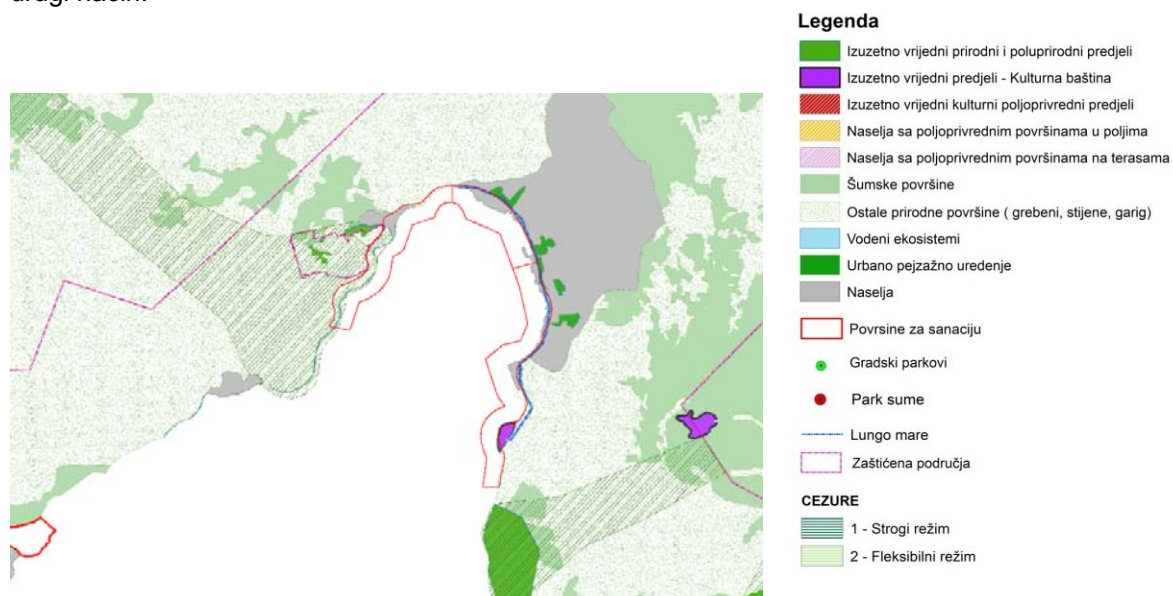 drugi način.
Legenda
Izuzetno vrijedni prirodni i poluprirodni predjeli
Izuzetno vrijedni predjeli - Kulturna baština
Izuzetno vrijedni kulturni poljoprivredni predjeli
Naselja sa poljoprivrednim površinama u poljima
Naselja sa poljoprivrednim površinama na terasama
Šumske površine
Ostale prirodne površine ( grebeni, stijene, garig)
Vodeni ekosistemi
Urbano pejzažno uređenje
Naselja
Povrsine za sanaciju
Gradski parkovi
Park sume
Lungo mare
Zaštićena područja
CEZURE
1 - Strogi režim
2 - Fleksibilni režim